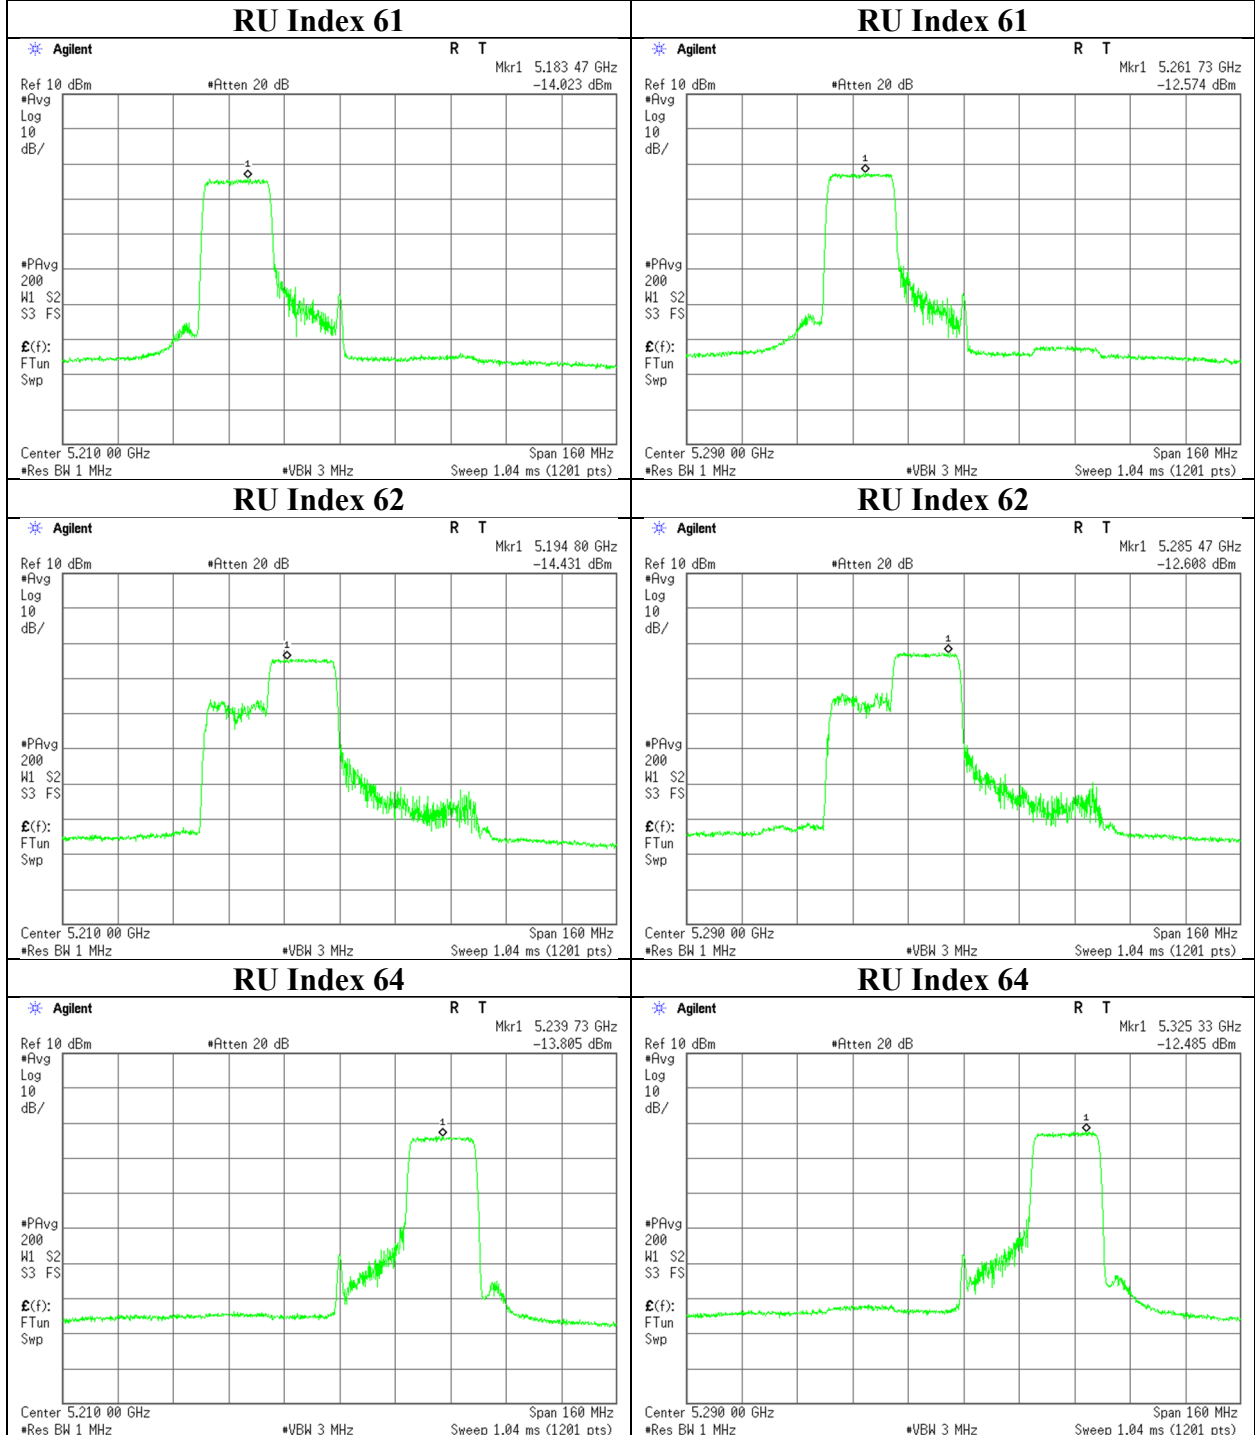 RU Index 61
Agilent R T
Mkr1 5.183 47 GHz
Ref 10 dBm #Atten 20 dB -14.023 dBm
#Avg
Log
10
dB/
1
#PAvg
200
W1 S2
S3 FS
£(f):
FTun
Swp
Center 5.210 00 GHz Span 160 MHz
#Res BW 1 MHz #VBW 3 MHz Sweep 1.04 ms (1201 pts)
RU Index 61
Agilent R T
Mkr1 5.261 73 GHz
Ref 10 dBm #Atten 20 dB -12.574 dBm
#Avg
Log
10
dB/
1
#PAvg
200
W1 S2
S3 FS
£(f):
FTun
Swp
Center 5.290 00 GHz Span 160 MHz
#Res BW 1 MHz #VBW 3 MHz Sweep 1.04 ms (1201 pts)
RU Index 62
Agilent R T
Mkr1 5.194 80 GHz
Ref 10 dBm #Atten 20 dB -14.431 dBm
#Avg
Log
10
dB/
1
#PAvg
200
W1 S2
S3 FS
£(f):
FTun
Swp
Center 5.210 00 GHz Span 160 MHz
#Res BW 1 MHz #VBW 3 MHz Sweep 1.04 ms (1201 pts)
RU Index 62
Agilent R T
Mkr1 5.285 47 GHz
Ref 10 dBm #Atten 20 dB -12.608 dBm
#Avg
Log
10
dB/
1
#PAvg
200
W1 S2
S3 FS
£(f):
FTun
Swp
Center 5.290 00 GHz Span 160 MHz
#Res BW 1 MHz #VBW 3 MHz Sweep 1.04 ms (1201 pts)
RU Index 64
Agilent R T
Mkr1 5.239 73 GHz
Ref 10 dBm #Atten 20 dB -13.805 dBm
#Avg
Log
10
dB/
1
#PAvg
200
W1 S2
S3 FS
£(f):
FTun
Swp
Center 5.210 00 GHz Span 160 MHz
#Res BW 1 MHz #VBW 3 MHz Sweep 1.04 ms (1201 pts)
RU Index 64
Agilent R T
Mkr1 5.325 33 GHz
Ref 10 dBm #Atten 20 dB -12.485 dBm
#Avg
Log
10
dB/
1
#PAvg
200
W1 S2
S3 FS
£(f):
FTun
Swp
Center 5.290 00 GHz Span 160 MHz
#Res BW 1 MHz #VBW 3 MHz Sweep 1.04 ms (1201 pts)